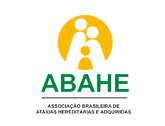 ABAHE
ASSOCIAÇÃO BRASILEIRA DE
ATAXIAS HEREDITÁRIAS E ADQUIRIDAS